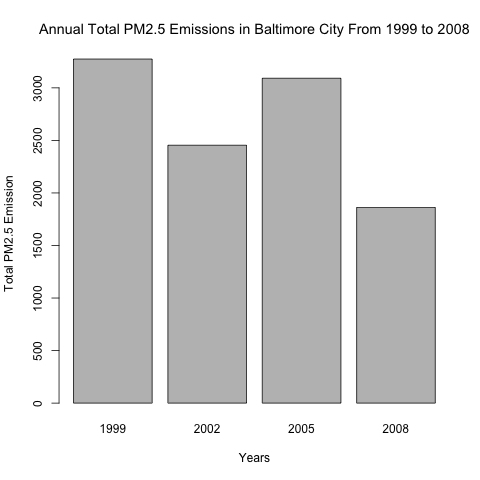 Annual Total PM2.5 Emissions in Baltimore City From 1999 to 2008
Total PM2.5 Emission
3000
2500
2000
1500
1000
500
0
1999 2002 2005 2008
Years